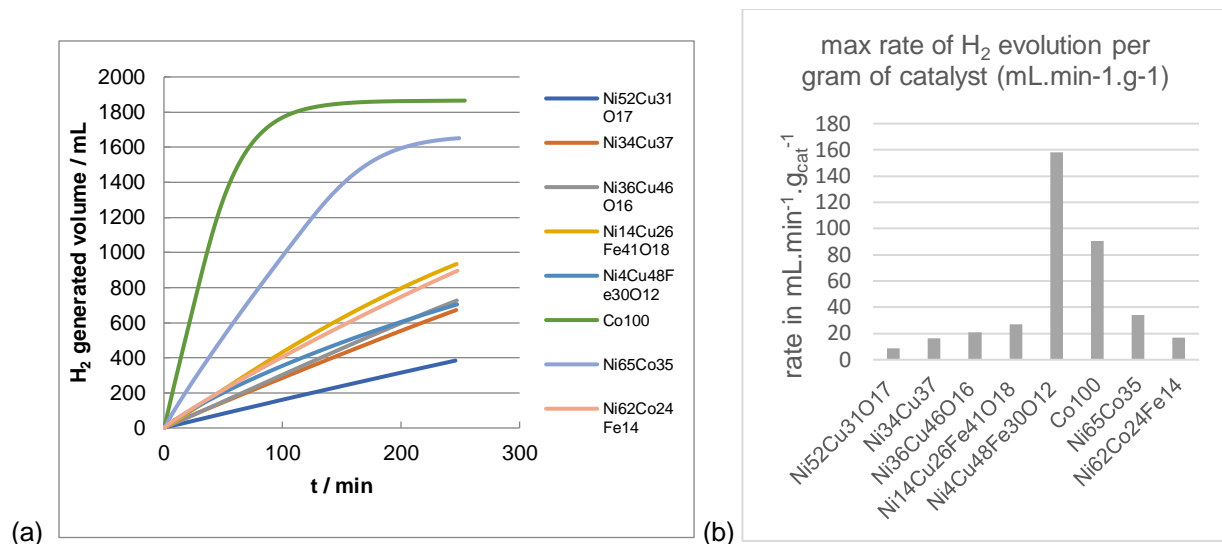 2000
1800
1600
1400
1200
1000
800
600
400
200
0
H2 generated volume / mL
0 100 200 300
t / min
Ni52Cu31
O17
Ni34Cu37
Ni36Cu46
O16
Ni14Cu26
Fe41O18
Ni4Cu48F
e30O12
Co100
Ni65Co35
Ni62Co24
Fe14
(a)
max rate of H2 evolution per
gram of catalyst (mL.min-1.g-1)
rate in mL.min-1.gcat-1
180
160
140
120
100
80
60
40
20
0
Ni52Cu31O17
Ni34Cu37
Ni36Cu46O16
Ni14Cu26Fe41O18
Ni4Cu48Fe30O12
Co100
Ni65Co35
Ni62Co24Fe14
(b)